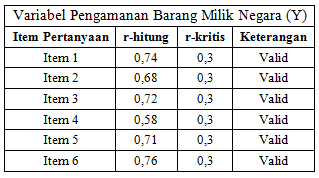 Variabel Pengamanan Barang Milik Negara (Y)
Item Pertanyaan r-hitung r-kritis Keterangan
Item 1 0,74 0,3 Valid
Item 2 0,68 0,3 Valid
Item 3 0,72 0,3 Valid
Item 4 0,58 0,3 Valid
Item 5 0,71 0,3 Valid
Item 6 0,76 0,3 Valid